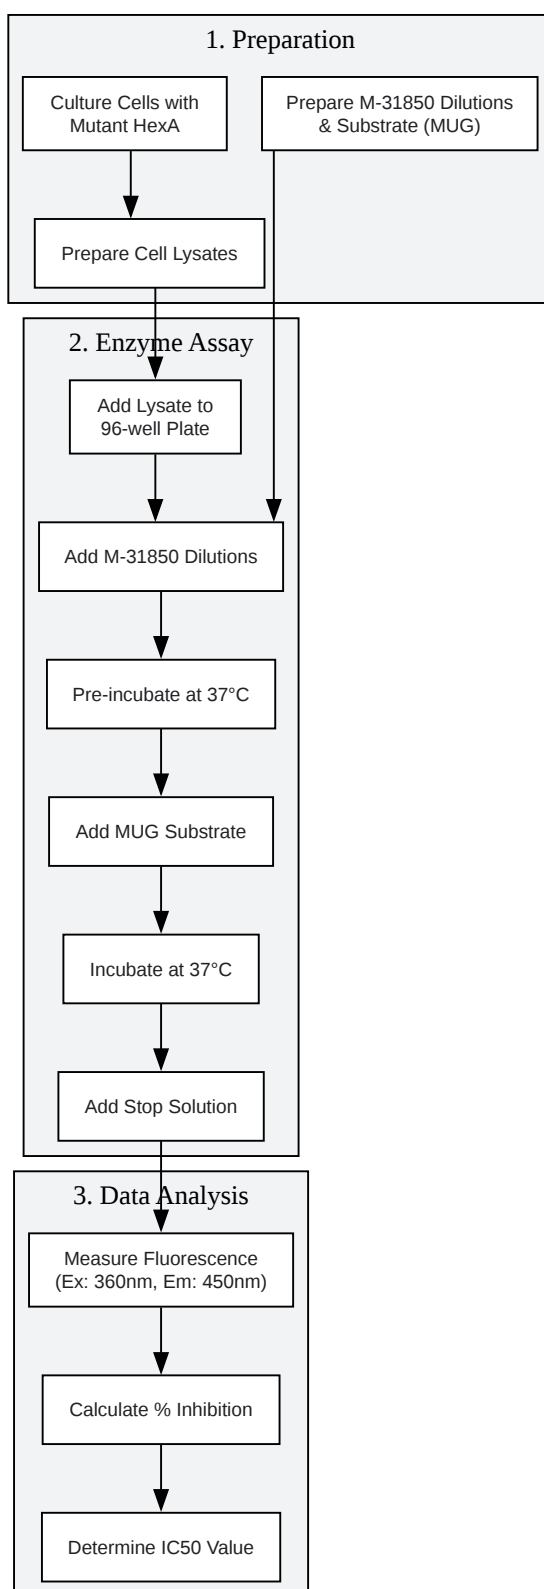 1. Preparation
Culture Cells with
Mutant HexA
Prepare M-31850 Dilutions
& Substrate (MUG)
Prepare Cell Lysates
2. Enzyme Assay
Add Lysate to
96-well Plate
Add M-31850 Dilutions
Pre-incubate at 37°C
Add MUG Substrate
Incubate at 37°C
Add Stop Solution
3. Data Analysis
Measure Fluorescence
(Ex: 360nm, Em: 450nm)
Calculate % Inhibition
Determine IC50 Value